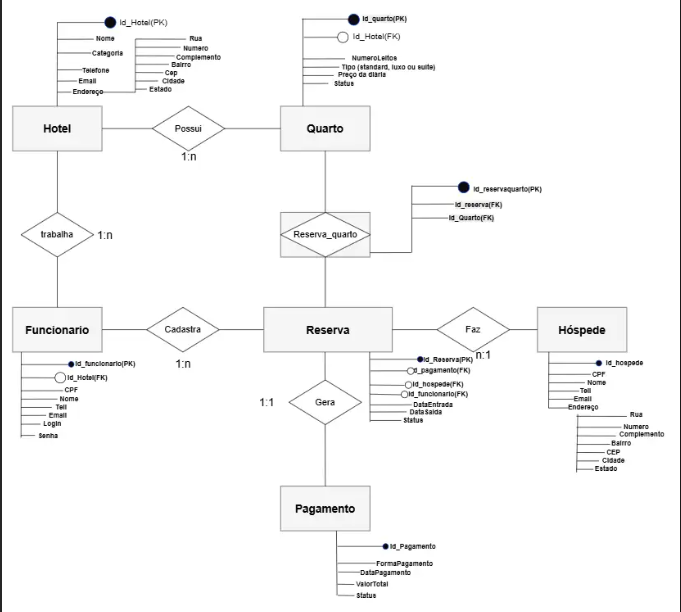 Id_Hotel(PK)
Nome
Categoria
Telefone
Email
Endereço
Rua
Numero
Complemento
Bairro
Cep
Cidade
Estado
Id_quarto(PK)
Id_Hotel(FK)
NumeroLeitos
Tipo (standard, luxo ou suíte)
Preço da diária
Status
Hotel
Possui
1:n
Quarto
trabalha
1:n
Reserva_quarto
Id_reservaquarto(PK)
Id_reserva(FK)
Id_Quarto(FK)
Funcionario
Cadastra
1:n
Reserva
Faz
n:1
Hóspede
Id_funcionario(PK)
Id_Hotel(FK)
CPF
Nome
Tell
Email
Login
Senha
Id_Reserva(PK)
d_pagamento(FK)
Id_hospede(FK)
Id_funcionario(FK)
DataEntrada
DataSaida
Status
Id_hospede
CPF
Nome
Tell
Email
Endereço
Rua
Numero
Complemento
Bairro
CEP
Cidade
Estado
1:1
Gera
Pagamento
Id_Pagamento
FormaPagamento
DataPagamento
ValorTotal
Status